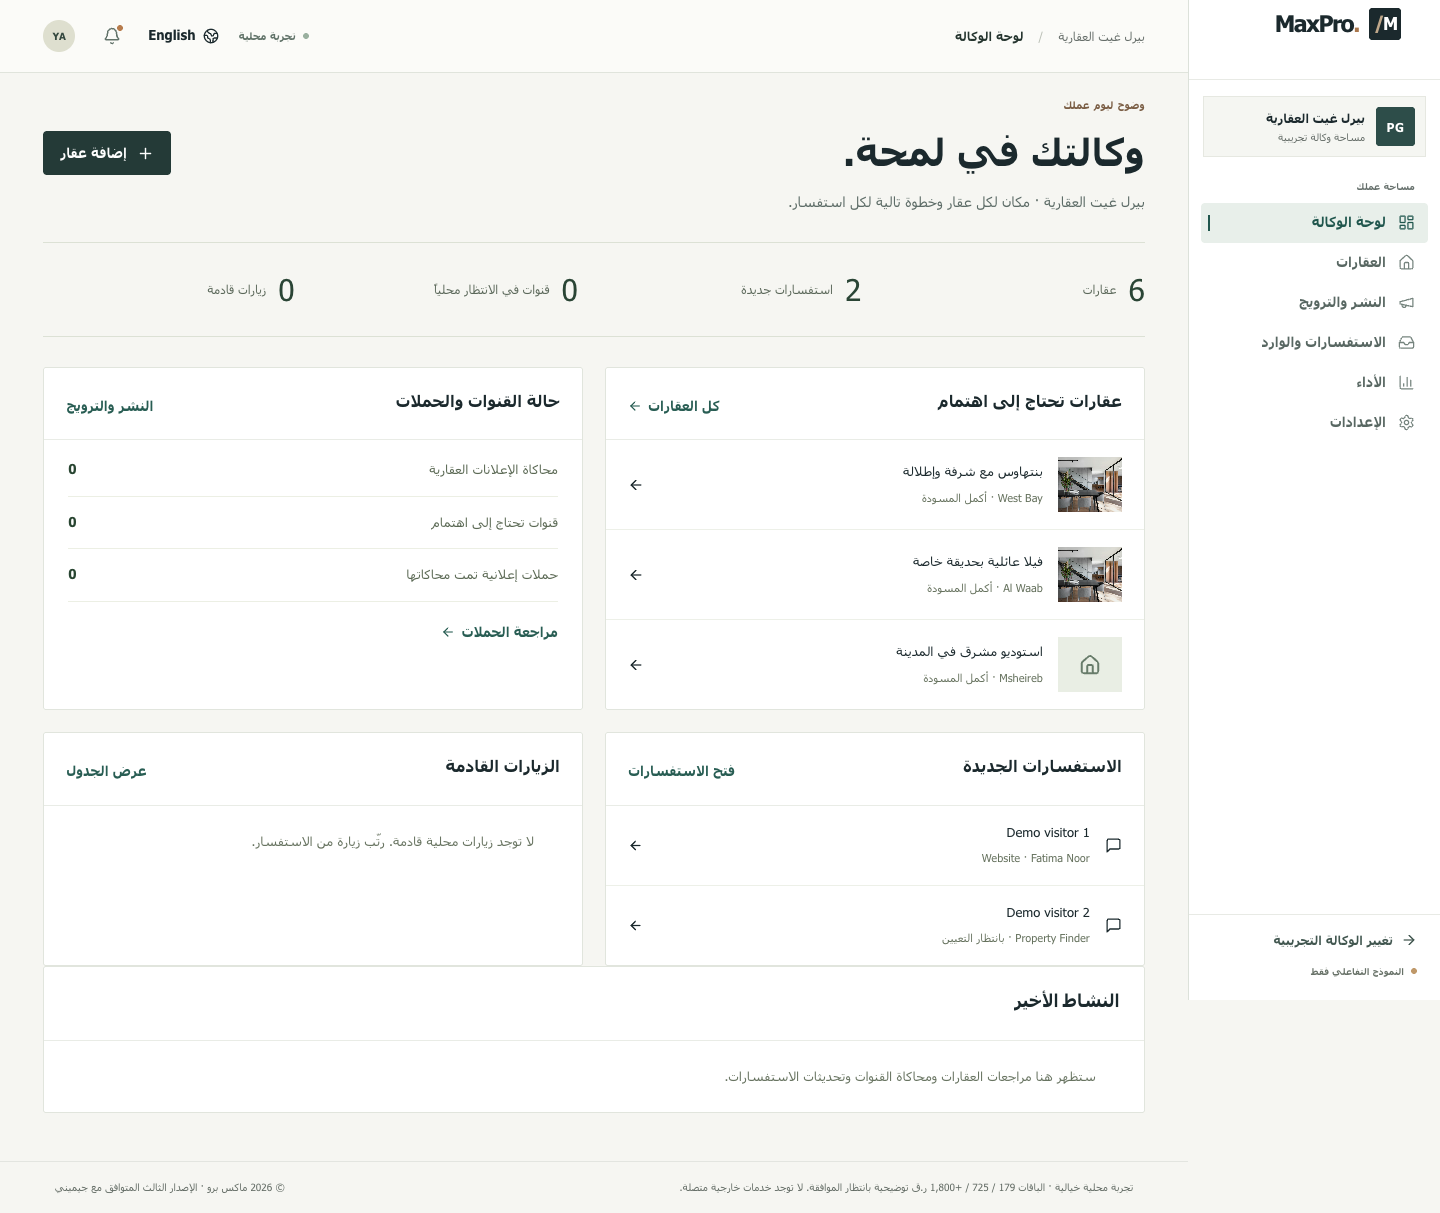 MaxPro.
/M
بيرل غيت العقارية / لوحة الوكالة
تجربة محلية
English
YA
PG
بيرل غيت العقارية
مساحة وكالة تجريبية
مساحة عملك
لوحة الوكالة
العقارات
النشر والترويج
الاستفسارات والوارد
الأداء
الإعدادات
تغيير الوكالة التجريبية
النموذج التفاعلي فقط
وضوح ليوم عملك
وكالتك في لمحة.
إضافة عقار
بيرل غيت العقارية · مكان لكل عقار وخطوة تالية لكل استفسار.
6 عقارات
2 استفسارات جديدة
0 قنوات في الانتظار محلياً
0 زيارات قادمة
عقارات تحتاج إلى اهتمام
كل العقارات
بنتهاوس مع شرفة وإطلالة
West Bay · أكمل المسودة
فيلا عائلية بحديقة خاصة
Al Waab · أكمل المسودة
استوديو مشرق في المدينة
Msheireb · أكمل المسودة
حالة القنوات والحملات
النشر والترويج
محاكاة الإعلانات العقارية 0
قنوات تحتاج إلى اهتمام 0
حملات إعلانية تمت محاكاتها 0
مراجعة الحملات
الاستفسارات الجديدة
فتح الاستفسارات
Demo visitor 1
Website · Fatima Noor
Demo visitor 2
Property Finder · بانتظار التعيين
الزيارات القادمة
عرض الجدول
لا توجد زيارات محلية قادمة. رتّب زيارة من الاستفسار.
النشاط الأخير
ستظهر هنا مراجعات العقارات ومحاكاة القنوات وتحديثات الاستفسارات.
تجربة محلية خيالية · الباقات 179 / 725 / +1,800 ر.ق توضيحية بانتظار الموافقة. لا توجد خدمات خارجية متصلة.
© 2026 ماكس برو · الإصدار الثالث المتوافق مع جيميني